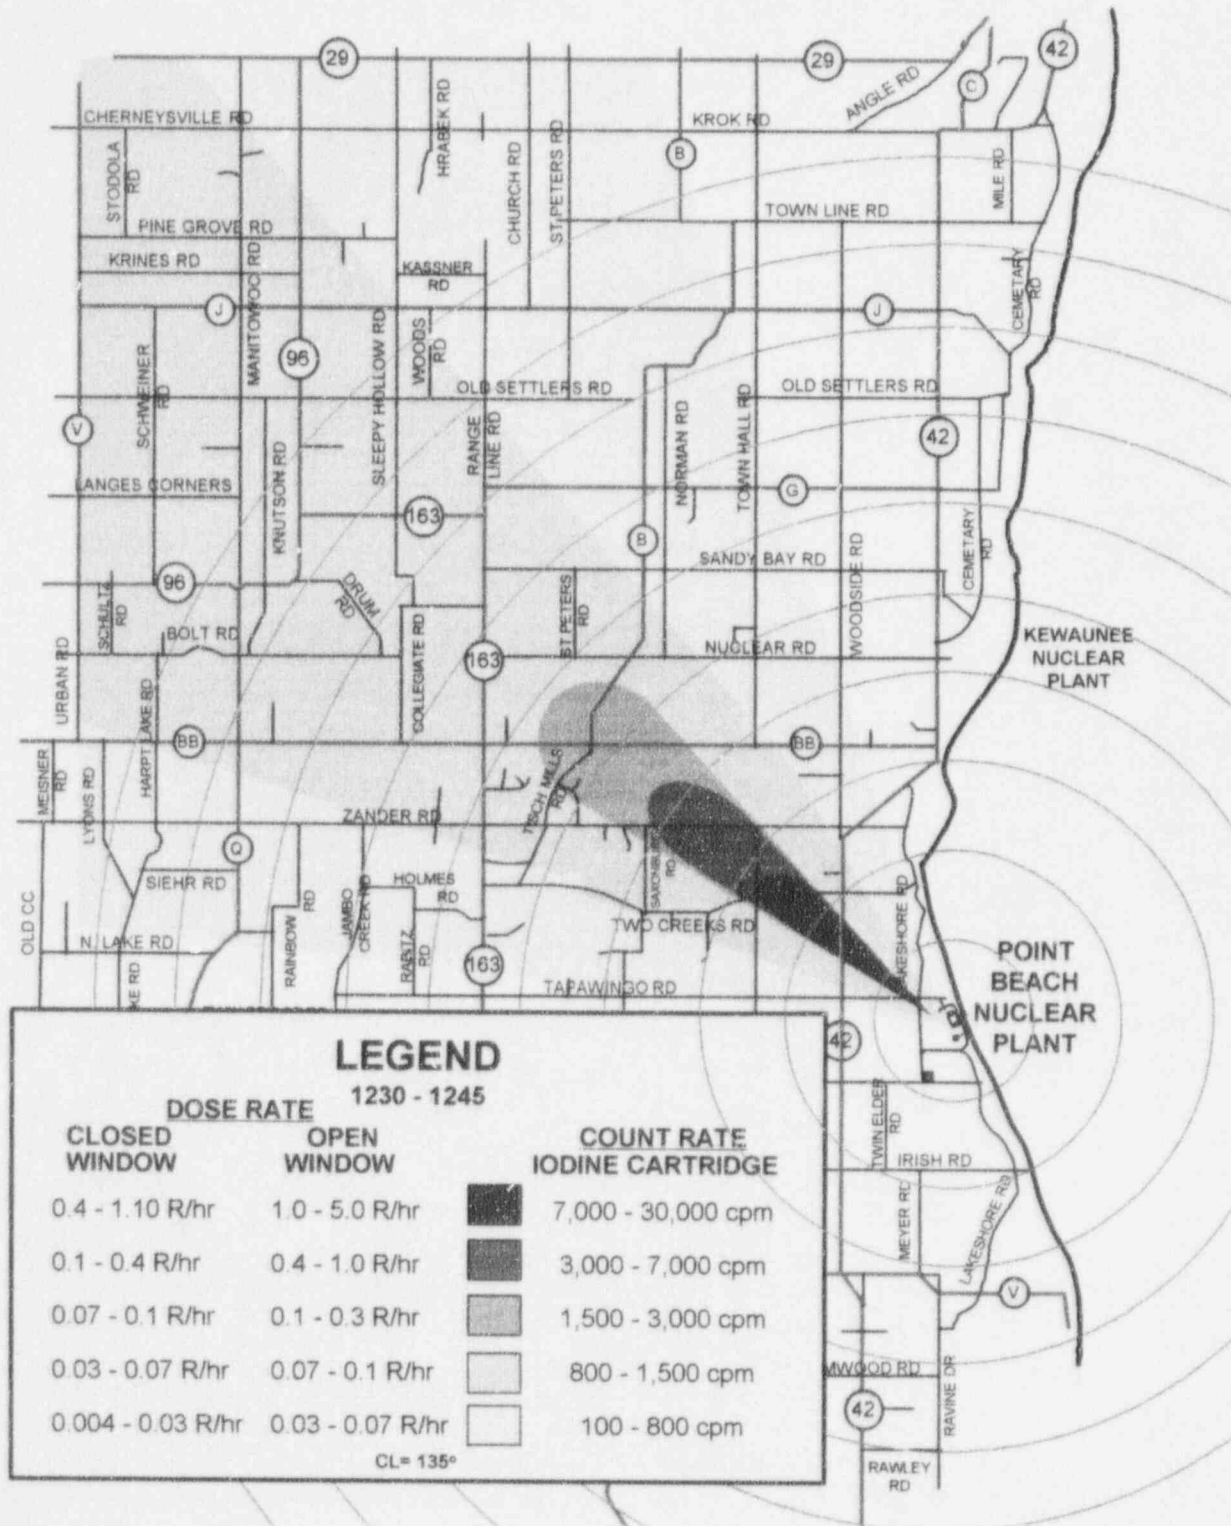 29
29
42
C
ANGLE RD
CHERNEYSVILLE RD
KROK RD
HRABEK RD
B
STODOLA
RD
CHURCH RD
ST. PETERS RD
MILE RD
TOWN LINE RD
PINE GROVE RD
KRINES RD
KASSNER
RD
MANITOWOC RD
CEMETARY
RD
J
J
96
SCHWEINER
RD
SLEEPY HOLLOW RD
WOODS
RD
OLD SETTLERS RD
OLD SETTLERS RD
V
RANGE
LINE RD
NORMAN RD
TOWN HALL RD
42
LANGES CORNERS
KNUTSON RD
G
163
B
SANDY BAY RD
WOODSIDE RD
CEMETARY
RD
96
SCHULTZ
RD
DRUM
RD
ST PETERS
RD
BOLT RD
163
NUCLEAR RD
KEWAUNEE
NUCLEAR
PLANT
URBAN RD
HARPT LAKE RD
BB
BB
MEISNER
RD
LYONS RD
TISCH MILLS
RD
ZANDER RD
Q
SIEHR RD
HOLMES
RD
SAXONBURG
RD
OLD CC
RAINBOW
RD
JAMBO
CREEK RD
TWO CREEKS RD
LAKESHORE RD
N. LAKE RD
163
TAPAWINGO RD
POINT
BEACH
NUCLEAR
PLANT
KE RD
42
TWIN ELDER
RD
IRISH RD
MEYER RD
LAKESHORE RD
V
MWOOD RD
42
RAVINE DR
RAWLEY
RD
LEGEND
1230 - 1245
DOSE RATE
CLOSED
WINDOW
OPEN
WINDOW
COUNT RATE
IODINE CARTRIDGE
0.4 - 1.10 R/hr 1.0 - 5.0 R/hr 7,000 - 30,000 cpm
0.1 - 0.4 R/hr 0.4 - 1.0 R/hr 3,000 - 7,000 cpm
0.07 - 0.1 R/hr 0.1 - 0.3 R/hr 1,500 - 3,000 cpm
0.03 - 0.07 R/hr 0.07 - 0.1 R/hr 800 - 1,500 cpm
0.004 - 0.03 R/hr 0.03 - 0.07 R/hr 100 - 800 cpm
CL= 135°